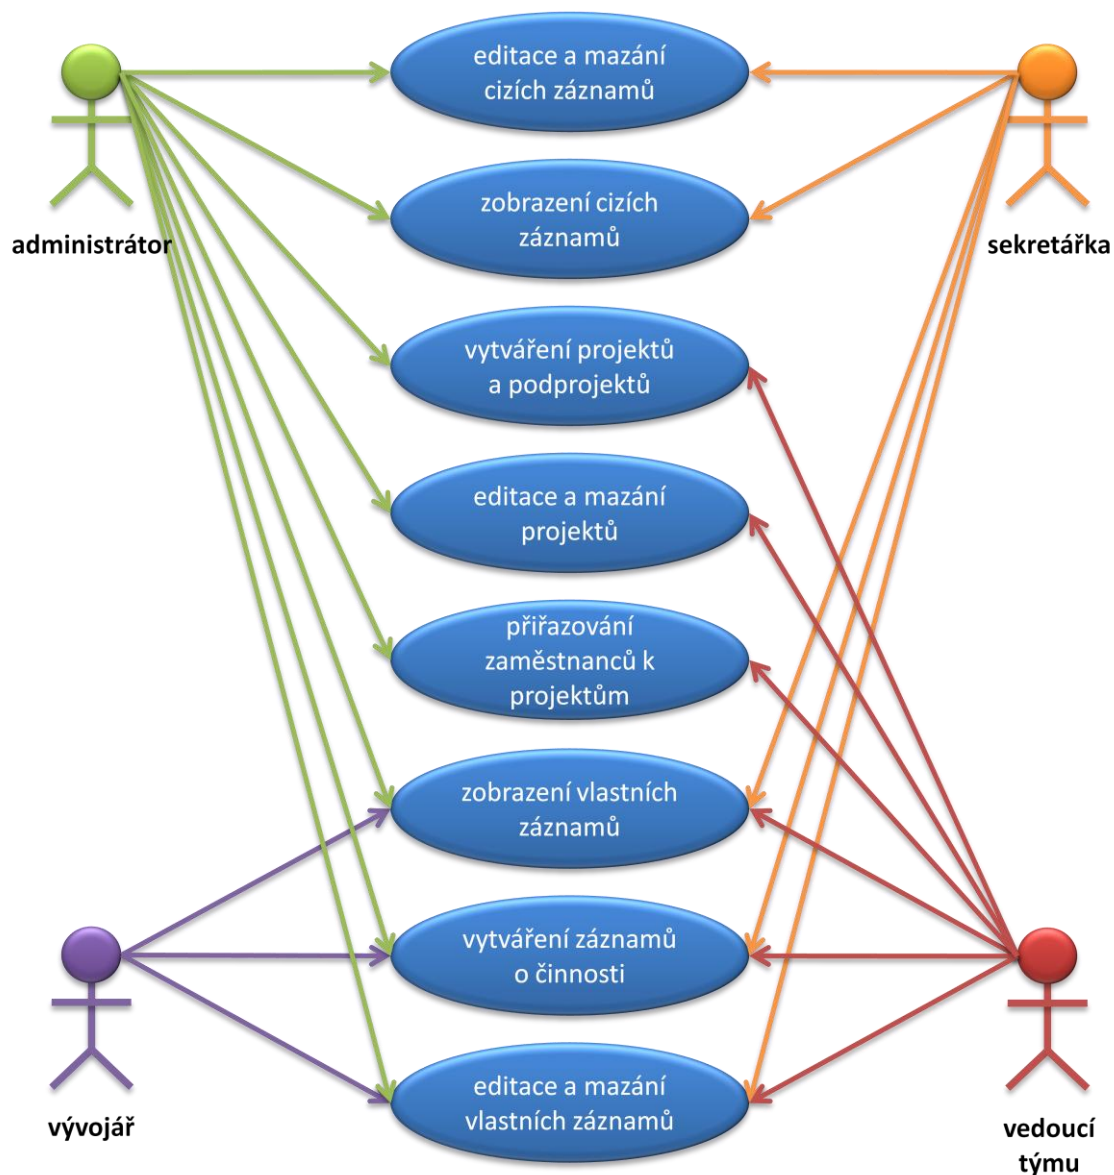 editace a mazání
cizích záznamů
zobrazení cizích
záznamů
administrátor
sekretářka
vytváření projektů
a podprojektů
editace a mazání
projektů
přiřazování
zaměstnanců k
projektům
zobrazení vlastních
záznamů
vytváření záznamů
o činnosti
editace a mazání
vlastních záznamů
vývojář
vedoucí
týmu